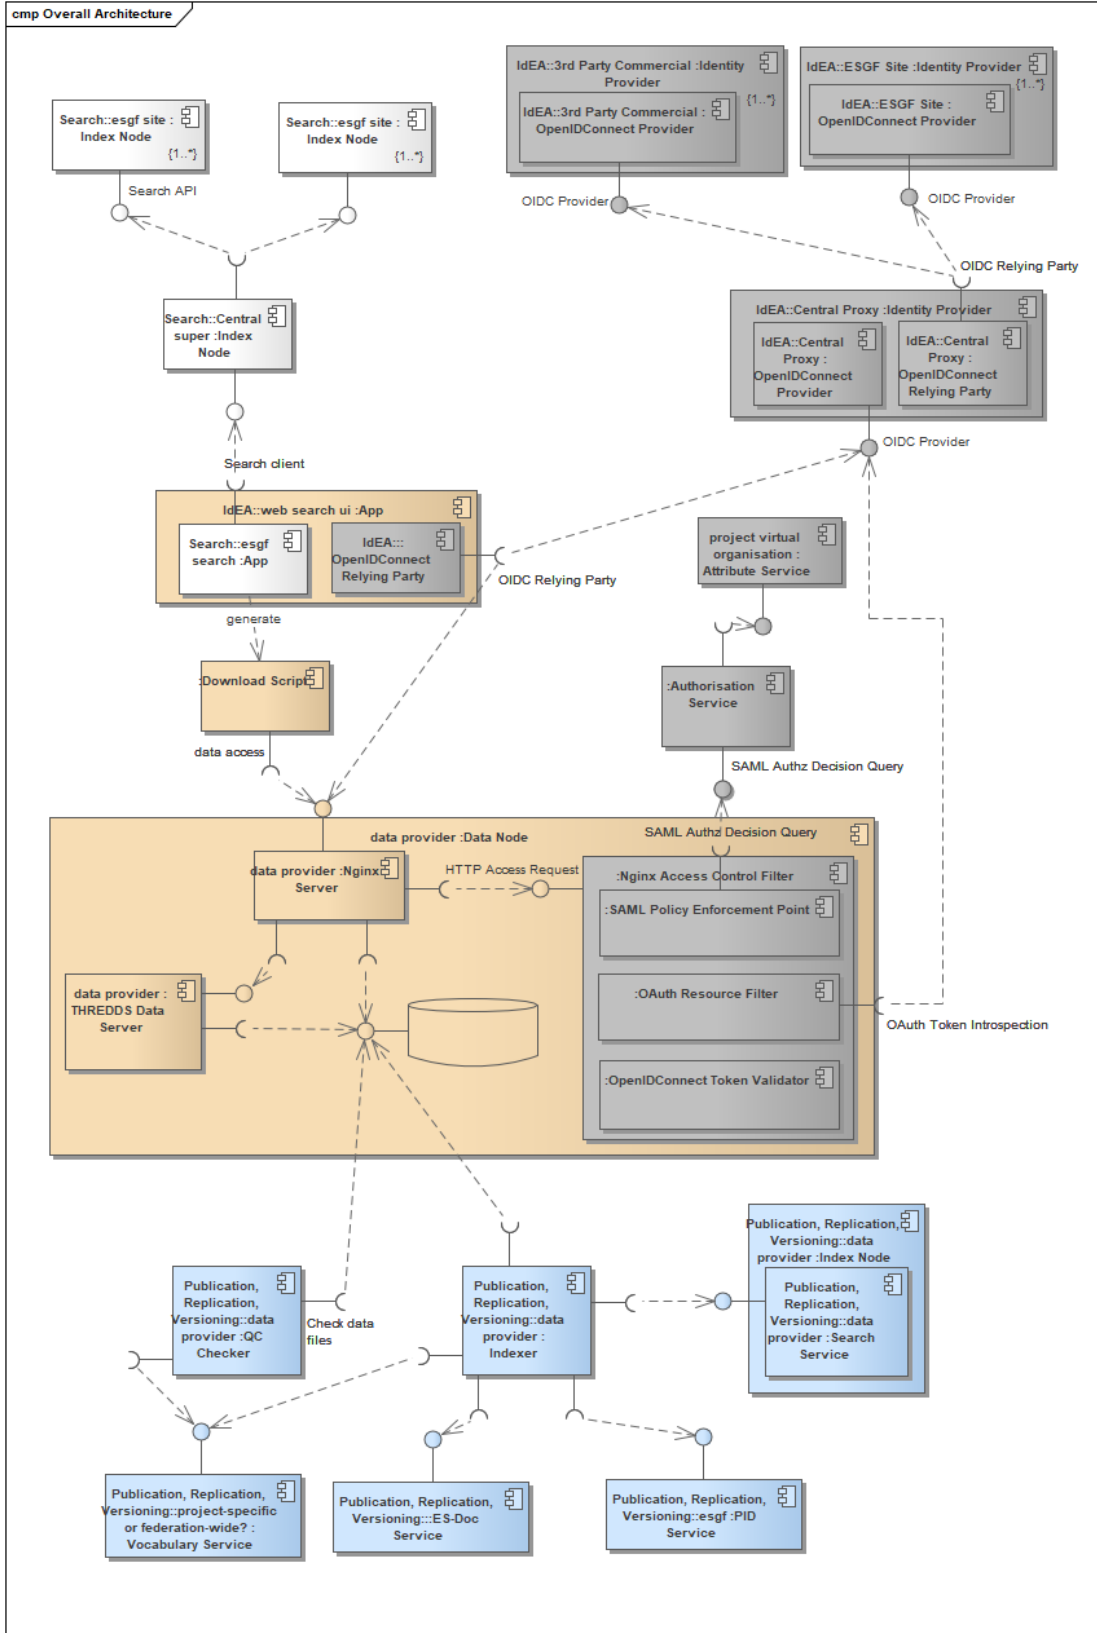 cmp Overall Architecture
IdEA::3rd Party Commercial :Identity
Provider
{1..*}
IdEA::3rd Party Commercial :
OpenIDConnect Provider
IdEA::ESGF Site :Identity Provider
{1..*}
IdEA::ESGF Site :
OpenIDConnect Provider
Search::esgf site :
Index Node
{1..*}
Search::esgf site :
Index Node
{1..*}
Search API
OIDC Provider
OIDC Provider
OIDC Relying Party
Search::Central
super :Index
Node
IdEA::Central Proxy :Identity Provider
IdEA::Central
Proxy :
OpenIDConnect
Provider
IdEA::Central
Proxy :
OpenIDConnect
Relying Party
OIDC Provider
Search client
IdEA::web search ui :App
Search::esgf
search :App
IdEA:::
OpenIDConnect
Relying Party
OIDC Relying Party
project virtual
organisation :
Attribute Service
generate
:Download Script
:Authorisation
Service
data access
SAML Authz Decision Query
SAML Authz Decision Query
data provider :Data Node
data provider :Nginx
Server
HTTP Access Request
:Nginx Access Control Filter
:SAML Policy Enforcement Point
data provider :
THREDDS Data
Server
:OAuth Resource Filter
OAuth Token Introspection
:OpenIDConnect Token Validator
Publication, Replication,
Versioning::data
provider :Index Node
Publication,
Replication,
Versioning::data
provider :Search
Service
Publication,
Replication,
Versioning::data
provider :QC
Checker
Check data
files
Publication,
Replication,
Versioning::data
provider :
Indexer
Publication, Replication,
Versioning::project-specific
or federation-wide? :
Vocabulary Service
Publication, Replication,
Versioning:::ES-Doc
Service
Publication, Replication,
Versioning::esgf :PID
Service